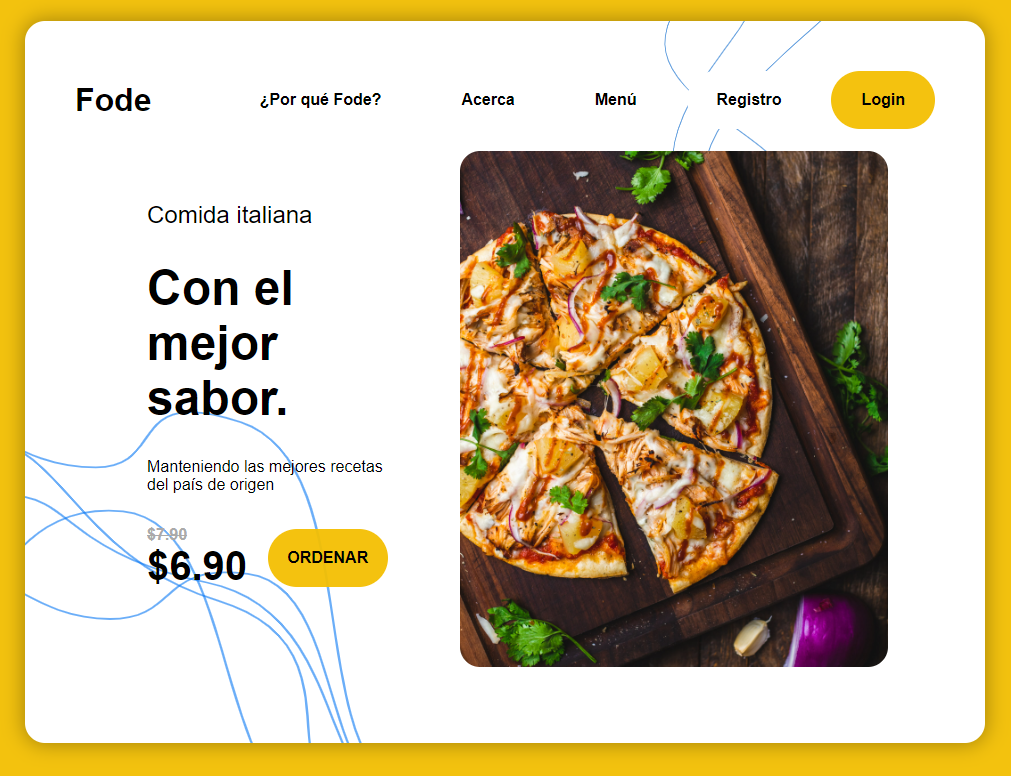 Fode
¿Por qué Fode?
Acerca
Menú
Registro
Login
Comida italiana
Con el
mejor
sabor.
Manteniendo las mejores recetas
del país de origen
$7.90
$6.90
ORDENAR